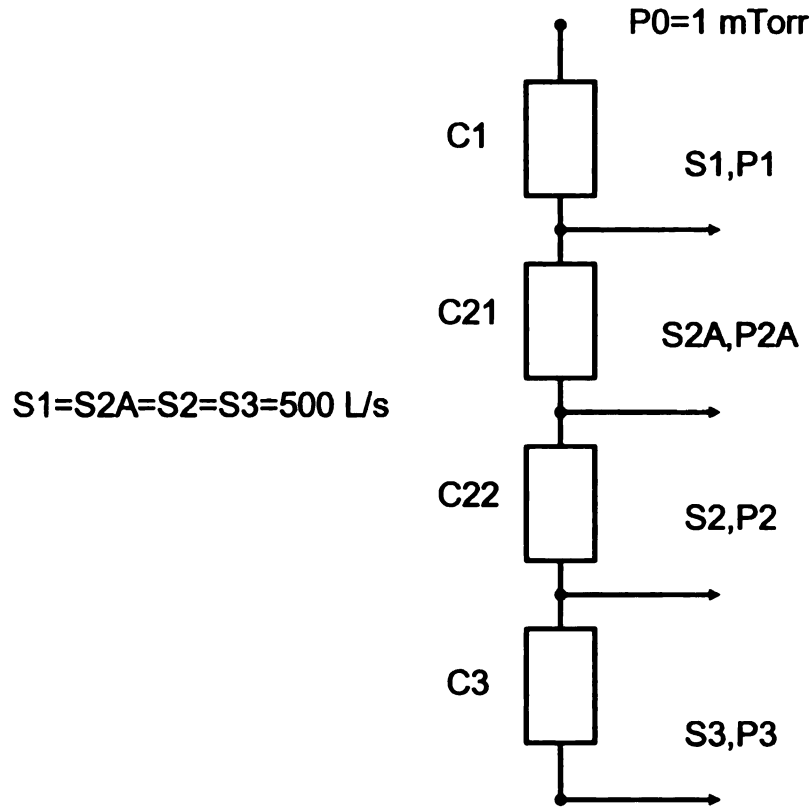 P0=1 mTorr
C1
S1,P1
C21
S2A,P2A
S1=S2A=S2=S3=500 L/s
C22
S2,P2
C3
S3,P3